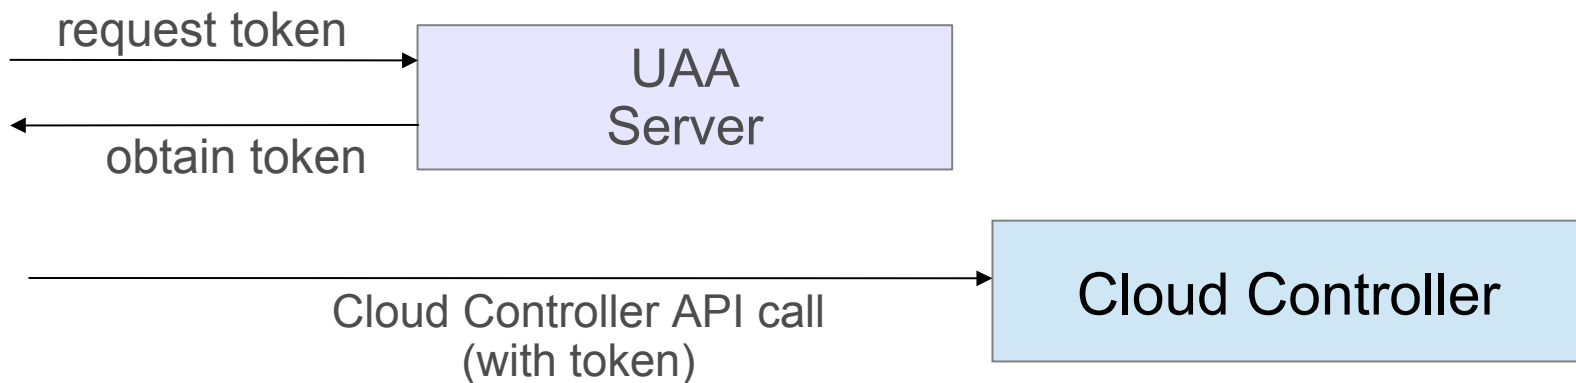 request token
UAA
Server
obtain token
Cloud Controller
Cloud Controller API call
(with token)